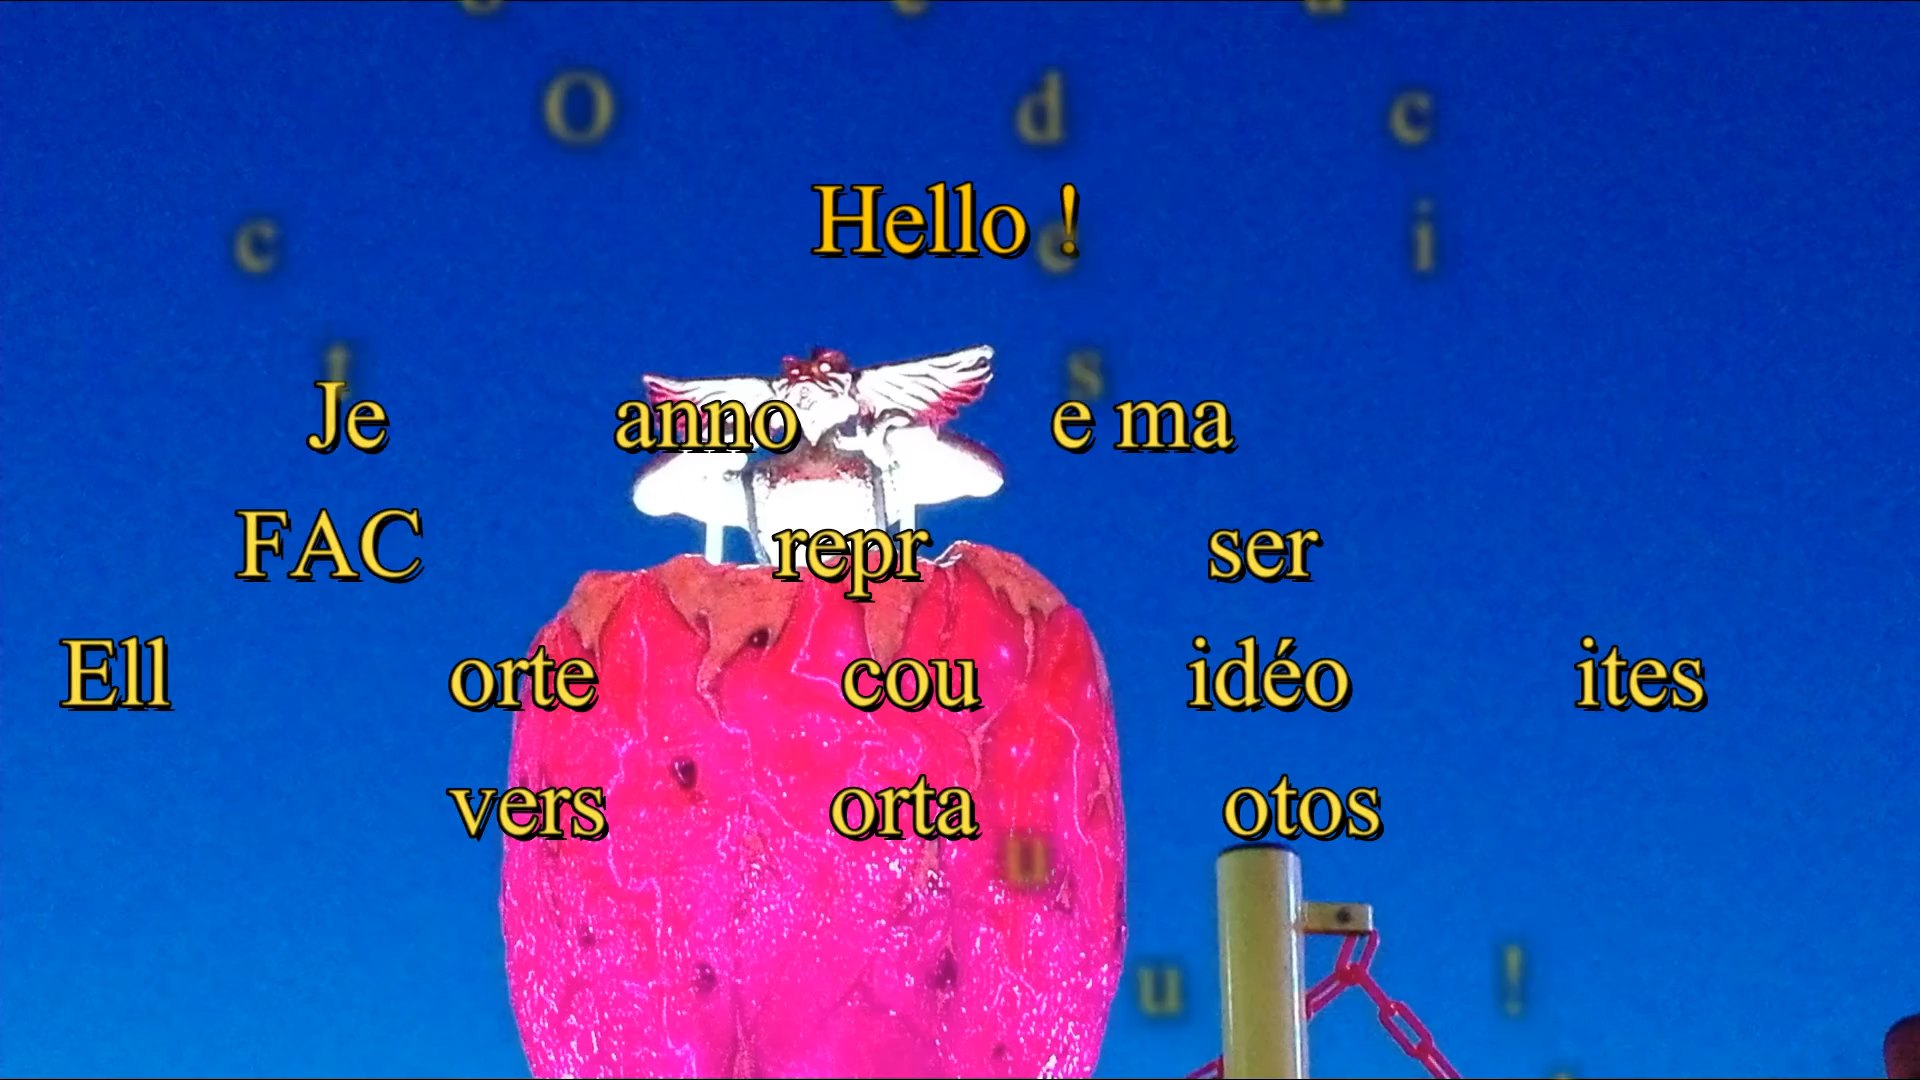 Hello !
Je anno e ma
FAC repr ser
Ell orte cou idéo ites
vers orta otos